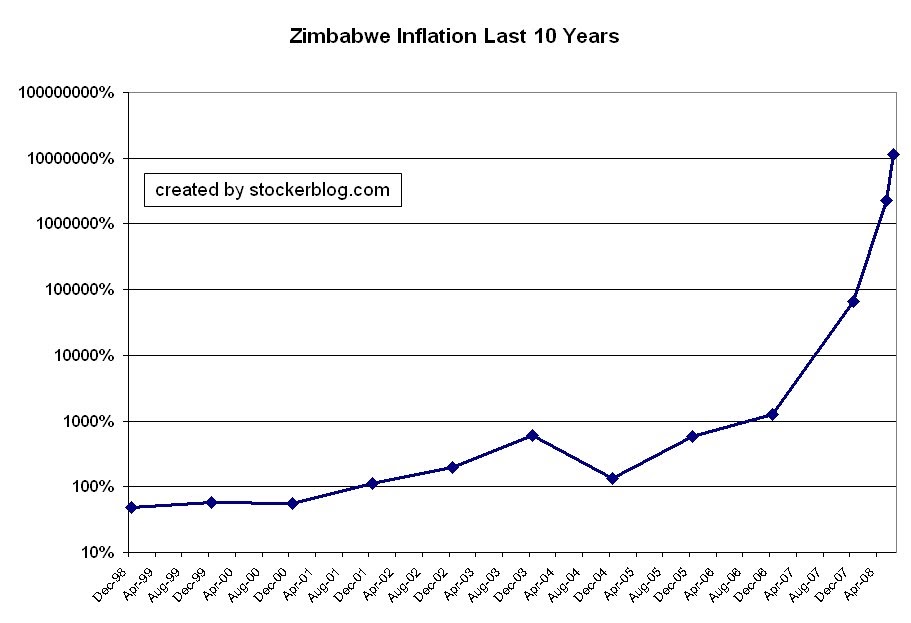 Zimbabwe Inflation Last 10 Years
100000000%
10000000%
created by stockerblog.com
1000000%
100000%
10000%
1000%
100%
10%
Dec-98
Apr-99
Aug-99
Dec-99
Apr-00
Aug-00
Dec-00
Apr-01
Aug-01
Dec-01
Apr-02
Aug-02
Dec-02
Apr-03
Aug-03
Dec-03
Apr-04
Aug-04
Dec-04
Apr-05
Aug-05
Dec-05
Apr-06
Aug-06
Dec-06
Apr-07
Aug-07
Dec-07
Apr-08